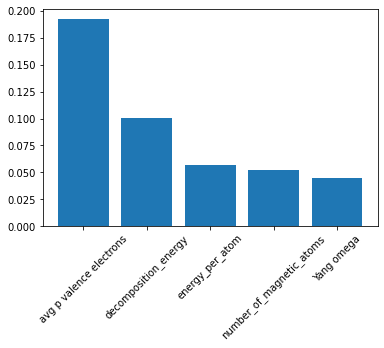 0.200
0.175
0.150
0.125
0.100
0.075
0.050
0.025
0.000
avg p valence electrons
decomposition_energy
energy_per_atom
number_of_magnetic_atoms
Yang omega